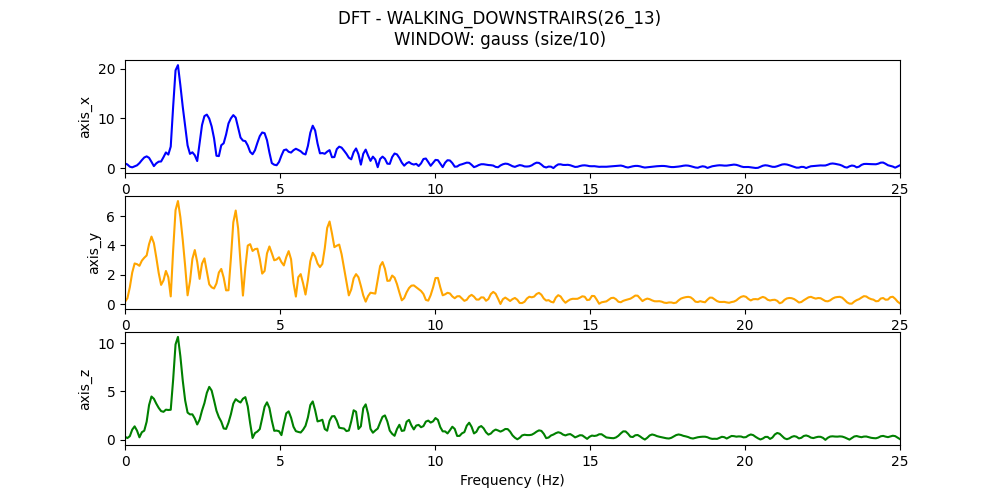 DFT - WALKING_DOWNSTAIRS(26_13)
WINDOW: gauss (size/10)
axis_x
20
10
0
0 5 10 15 20 25
axis_y
6
4
2
0
0 5 10 15 20 25
axis_z
10
5
0
0 5 10 15 20 25
Frequency (Hz)